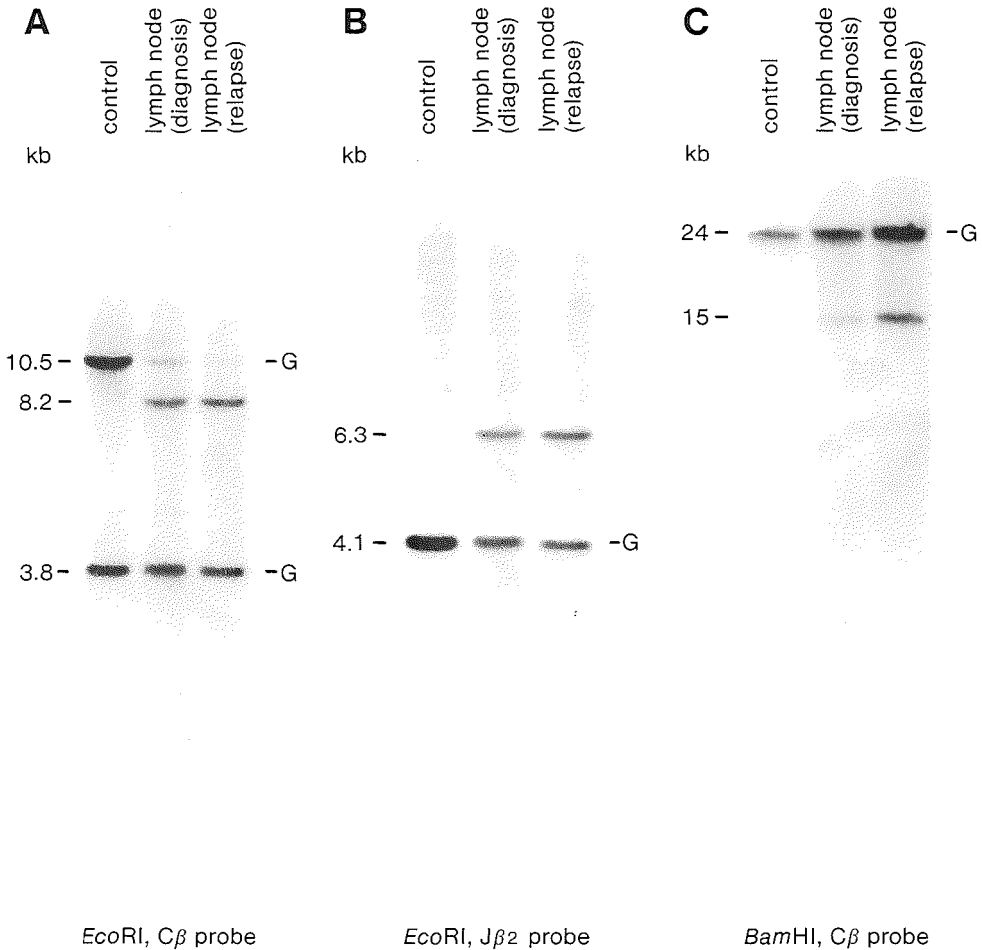 A
control
lymph node
(diagnosis)
lymph node
(relapse)
kb
10.5
G
8.2
3.8
G
EcoRI, Cβ probe
B
control
lymph node
(diagnosis)
lymph node
(relapse)
kb
6.3
4.1
G
EcoRI, Jβ2 probe
C
control
lymph node
(diagnosis)
lymph node
(relapse)
kb
24
G
15
BamHI, Cβ probe